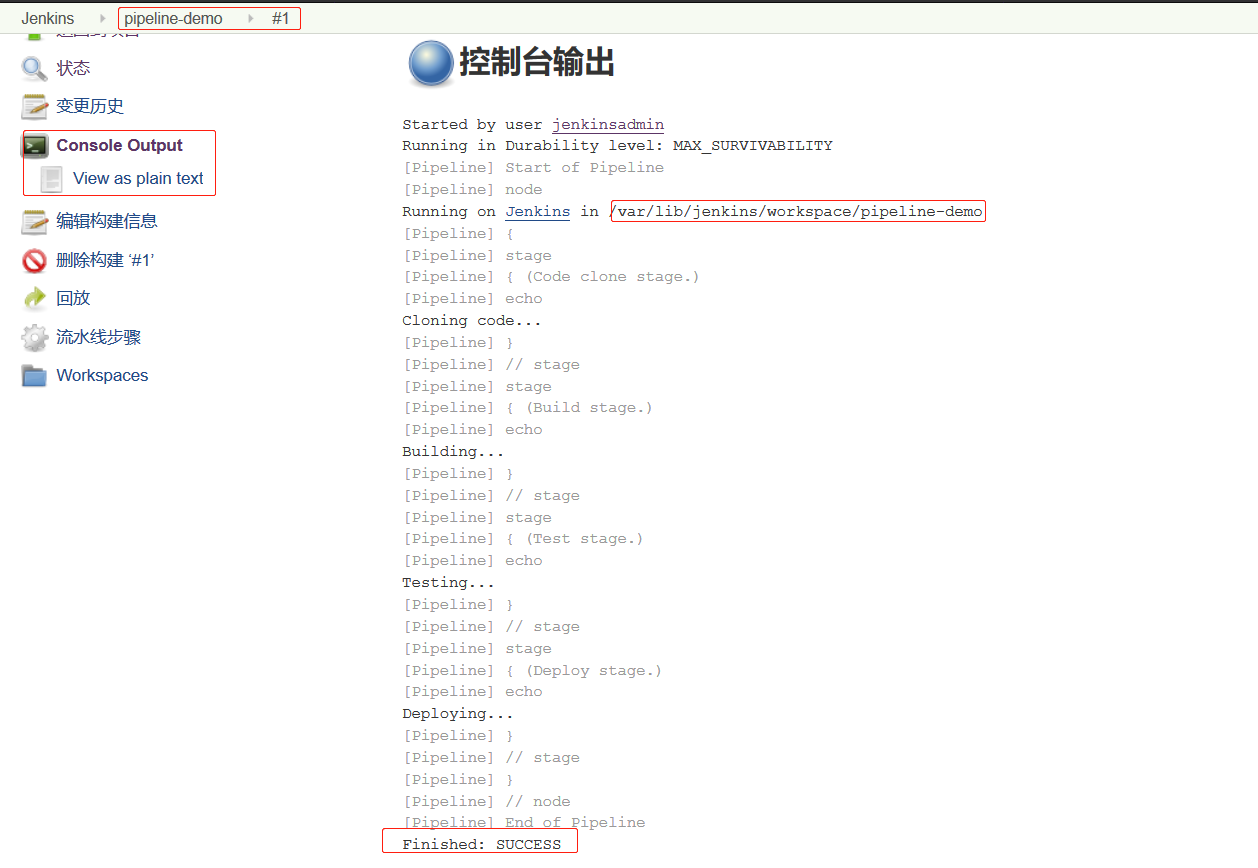 Jenkins pipeline-demo #1
返回到项目
状态
变更历史
Console Output
View as plain text
编辑构建信息
删除构建 ‘#1’
回放
流水线步骤
Workspaces
控制台输出
Started by user jenkinsadmin
Running in Durability level: MAX_SURVIVABILITY
[Pipeline] Start of Pipeline
[Pipeline] node
Running on Jenkins in /var/lib/jenkins/workspace/pipeline-demo
[Pipeline] {
[Pipeline] stage
[Pipeline] { (Code clone stage.)
[Pipeline] echo
Cloning code...
[Pipeline] }
[Pipeline] // stage
[Pipeline] stage
[Pipeline] { (Build stage.)
[Pipeline] echo
Building...
[Pipeline] }
[Pipeline] // stage
[Pipeline] stage
[Pipeline] { (Test stage.)
[Pipeline] echo
Testing...
[Pipeline] }
[Pipeline] // stage
[Pipeline] stage
[Pipeline] { (Deploy stage.)
[Pipeline] echo
Deploying...
[Pipeline] }
[Pipeline] // stage
[Pipeline] }
[Pipeline] // node
[Pipeline] End of Pipeline
Finished: SUCCESS